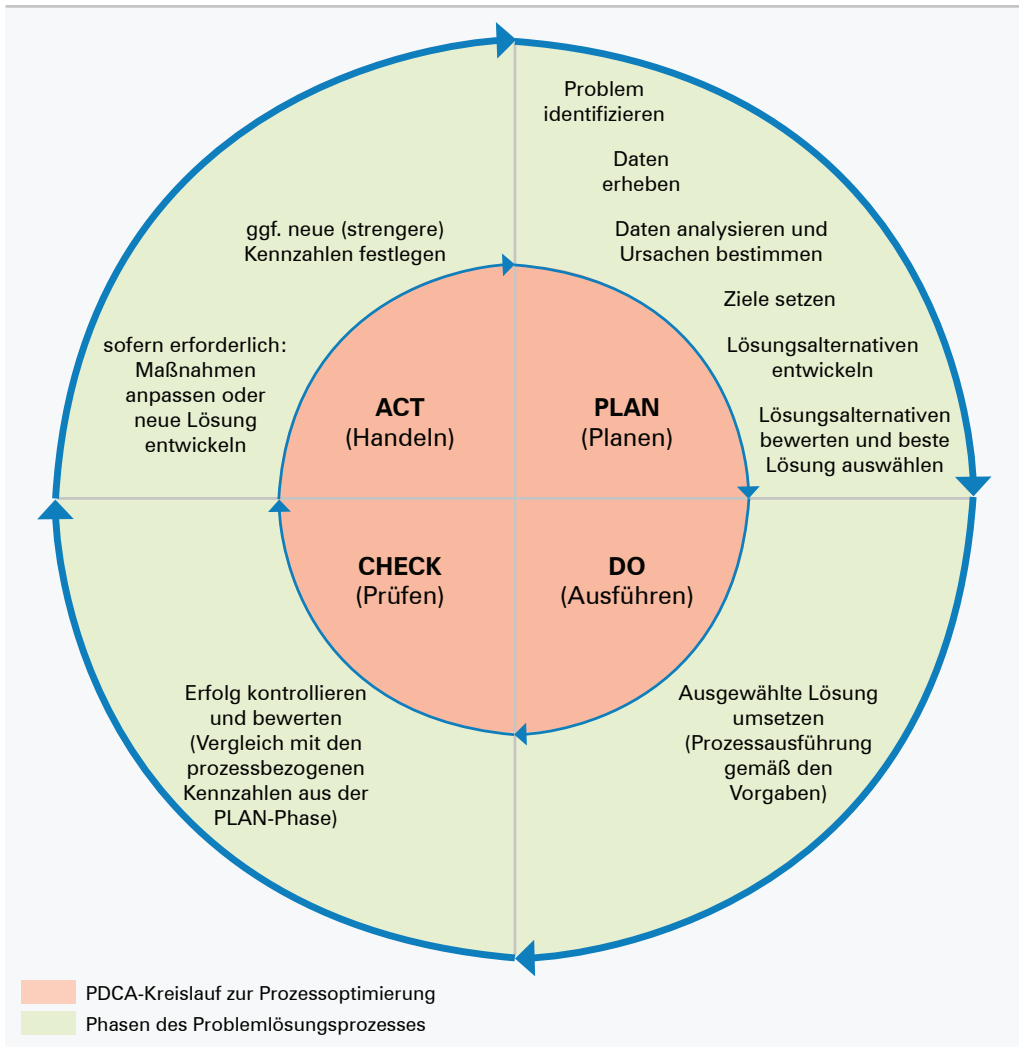 Problem
identifizieren
Daten
erheben
Daten analysieren und
Ursachen bestimmen
Ziele setzen
Lösungsalternativen
entwickeln
Lösungsalternativen
bewerten und beste
Lösung auswählen
ggf. neue (strengere)
Kennzahlen festlegen
sofern erforderlich:
Maßnahmen
anpassen oder
neue Lösung
entwickeln
ACT
(Handeln)
PLAN
(Planen)
CHECK
(Prüfen)
DO
(Ausführen)
Erfolg kontrollieren
und bewerten
(Vergleich mit den
prozessbezogenen
Kennzahlen aus der
PLAN-Phase)
Ausgewählte Lösung
umsetzen
(Prozessausführung
gemäß den
Vorgaben)
PDCA-Kreislauf zur Prozessoptimierung
Phasen des Problemlösungsprozesses